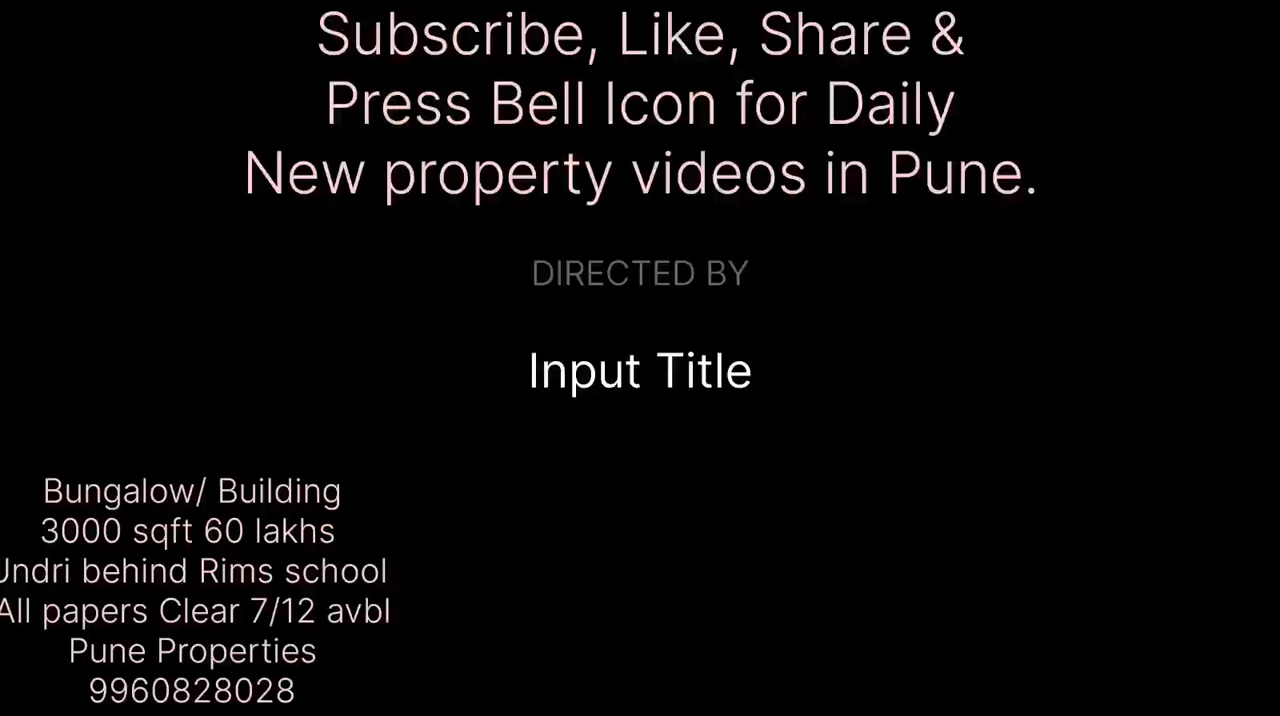 Subscribe, Like, Share &
Press Bell Icon for Daily
New property videos in Pune.
DIRECTED BY
Input Title
Bungalow/ Building
3000 sqft 60 lakhs
Undri behind Rims school
All papers Clear 7/12 avbl
Pune Properties
9960828028